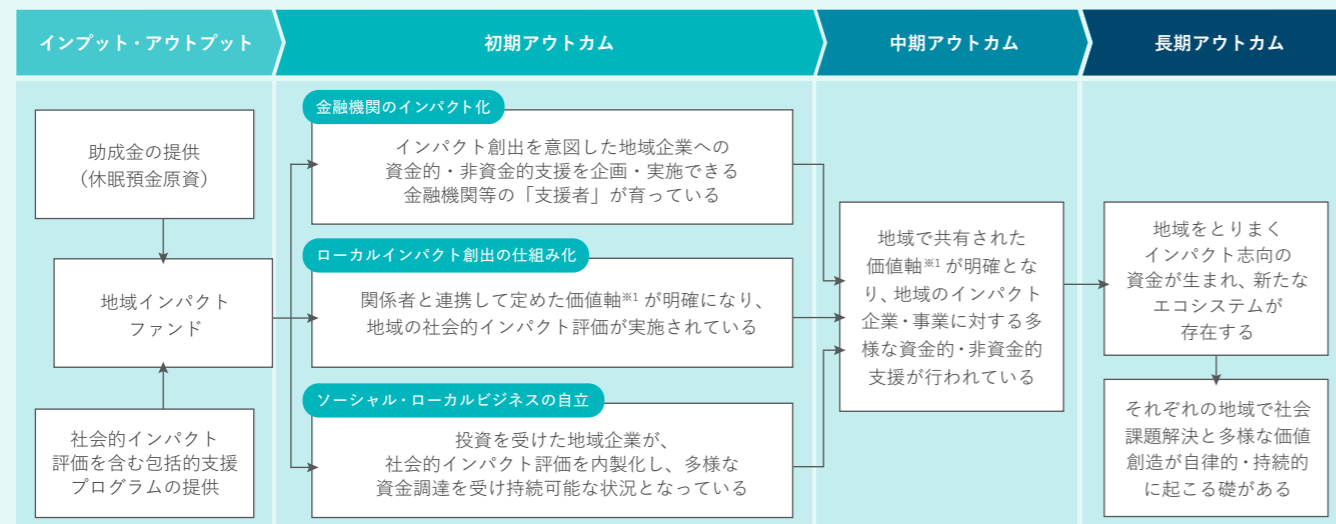 インプット・アウトプット
初期アウトカム
中期アウトカム
長期アウトカム
助成金の提供
（休眠預金原資）
地域インパクト
ファンド
社会的インパクト
評価を含む包括的支援
プログラムの提供
金融機関のインパクト化
インパクト創出を意図した地域企業への
資金的・非資金的支援を企画・実施できる
金融機関等の「支援者」が育っている
ローカルインパクト創出の仕組み化
関係者と連携して定めた価値軸※1 が明確になり、
地域の社会的インパクト評価が実施されている
ソーシャル・ローカルビジネスの自立
投資を受けた地域企業が、
社会的インパクト評価を内製化し、多様な
資金調達を受け持続可能な状況となっている
地域で共有された
価値軸※1 が明確とな
り、地域のインパクト
企業・事業に対する多
様な資金的・非資金的
支援が行われている
地域をとりまく
インパクト志向の
資金が生まれ、新たな
エコシステムが
存在する
それぞれの地域で社会
課題解決と多様な価値
創造が自律的・持続的
に起こる礎がある